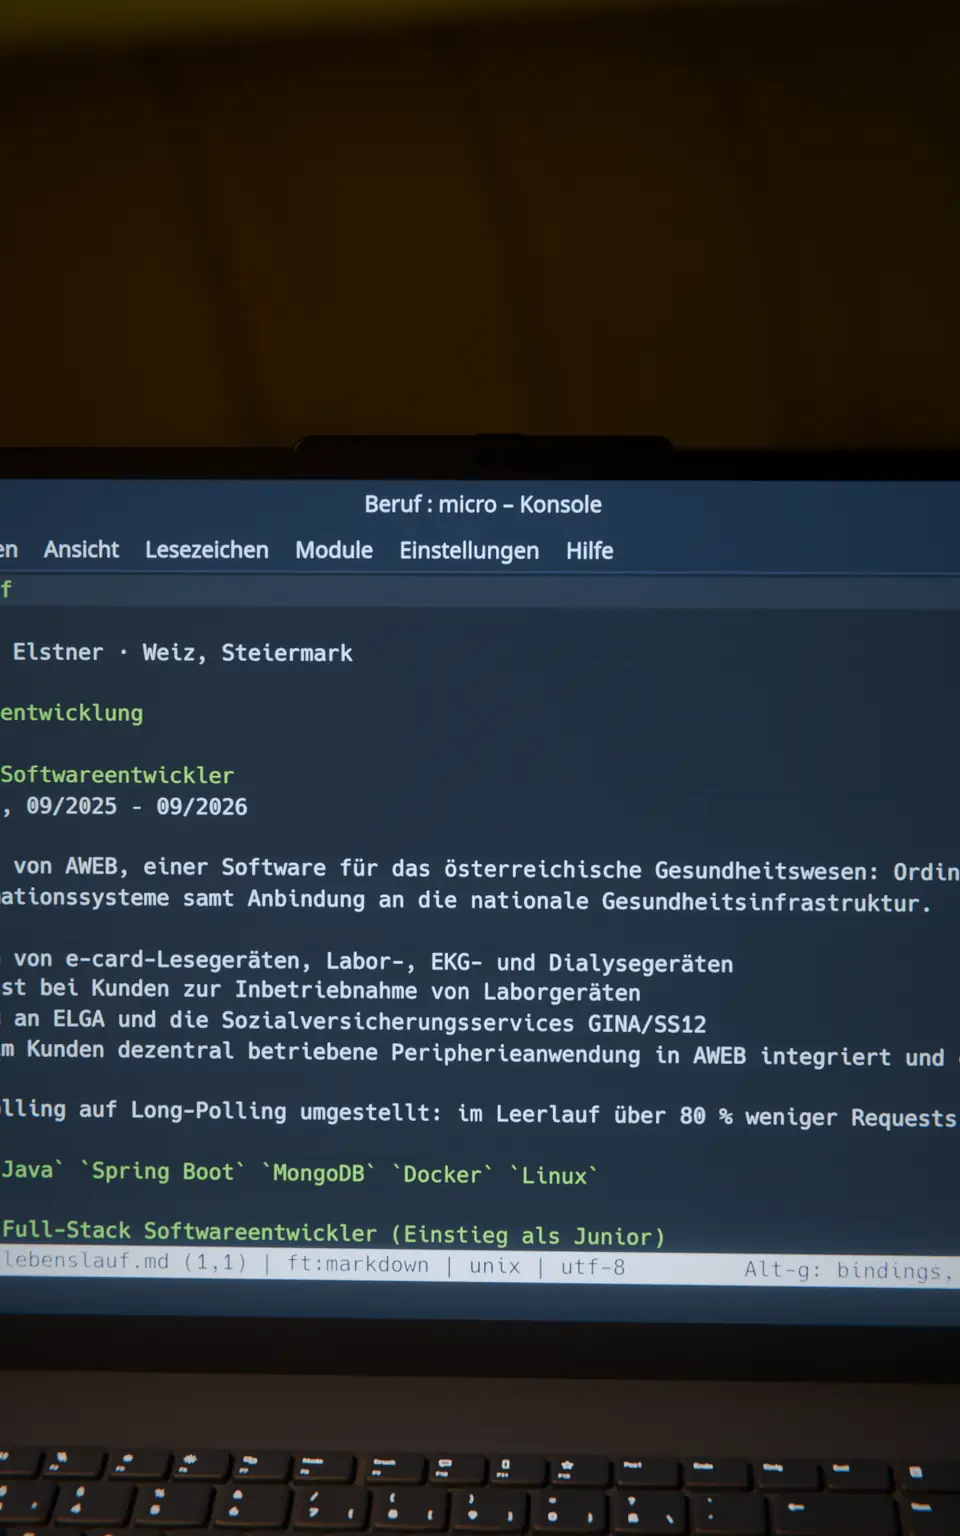 Beruf : micro – Konsole
en Ansicht Lesezeichen Module Einstellungen Hilfe
f
Elstner · Weiz, Steiermark
entwicklung
Softwareentwickler
, 09/2025 - 09/2026
von AWEB, einer Software für das österreichische Gesundheitswesen: Ordin
ationssysteme samt Anbindung an die nationale Gesundheitsinfrastruktur.
von e-card-Lesegeräten, Labor-, EKG- und Dialysegeräten
st bei Kunden zur Inbetriebnahme von Laborgeräten
an ELGA und die Sozialversicherungsservices GINA/SS12
m Kunden dezentral betriebene Peripherieanwendung in AWEB integriert und
lling auf Long-Polling umgestellt: im Leerlauf über 80 % weniger Requests
Java` `Spring Boot` `MongoDB` `Docker` `Linux`
Full-Stack Softwareentwickler (Einstieg als Junior)
lebenslauf.md (1,1) | ft:markdown | unix | utf-8 Alt-g: bindings,